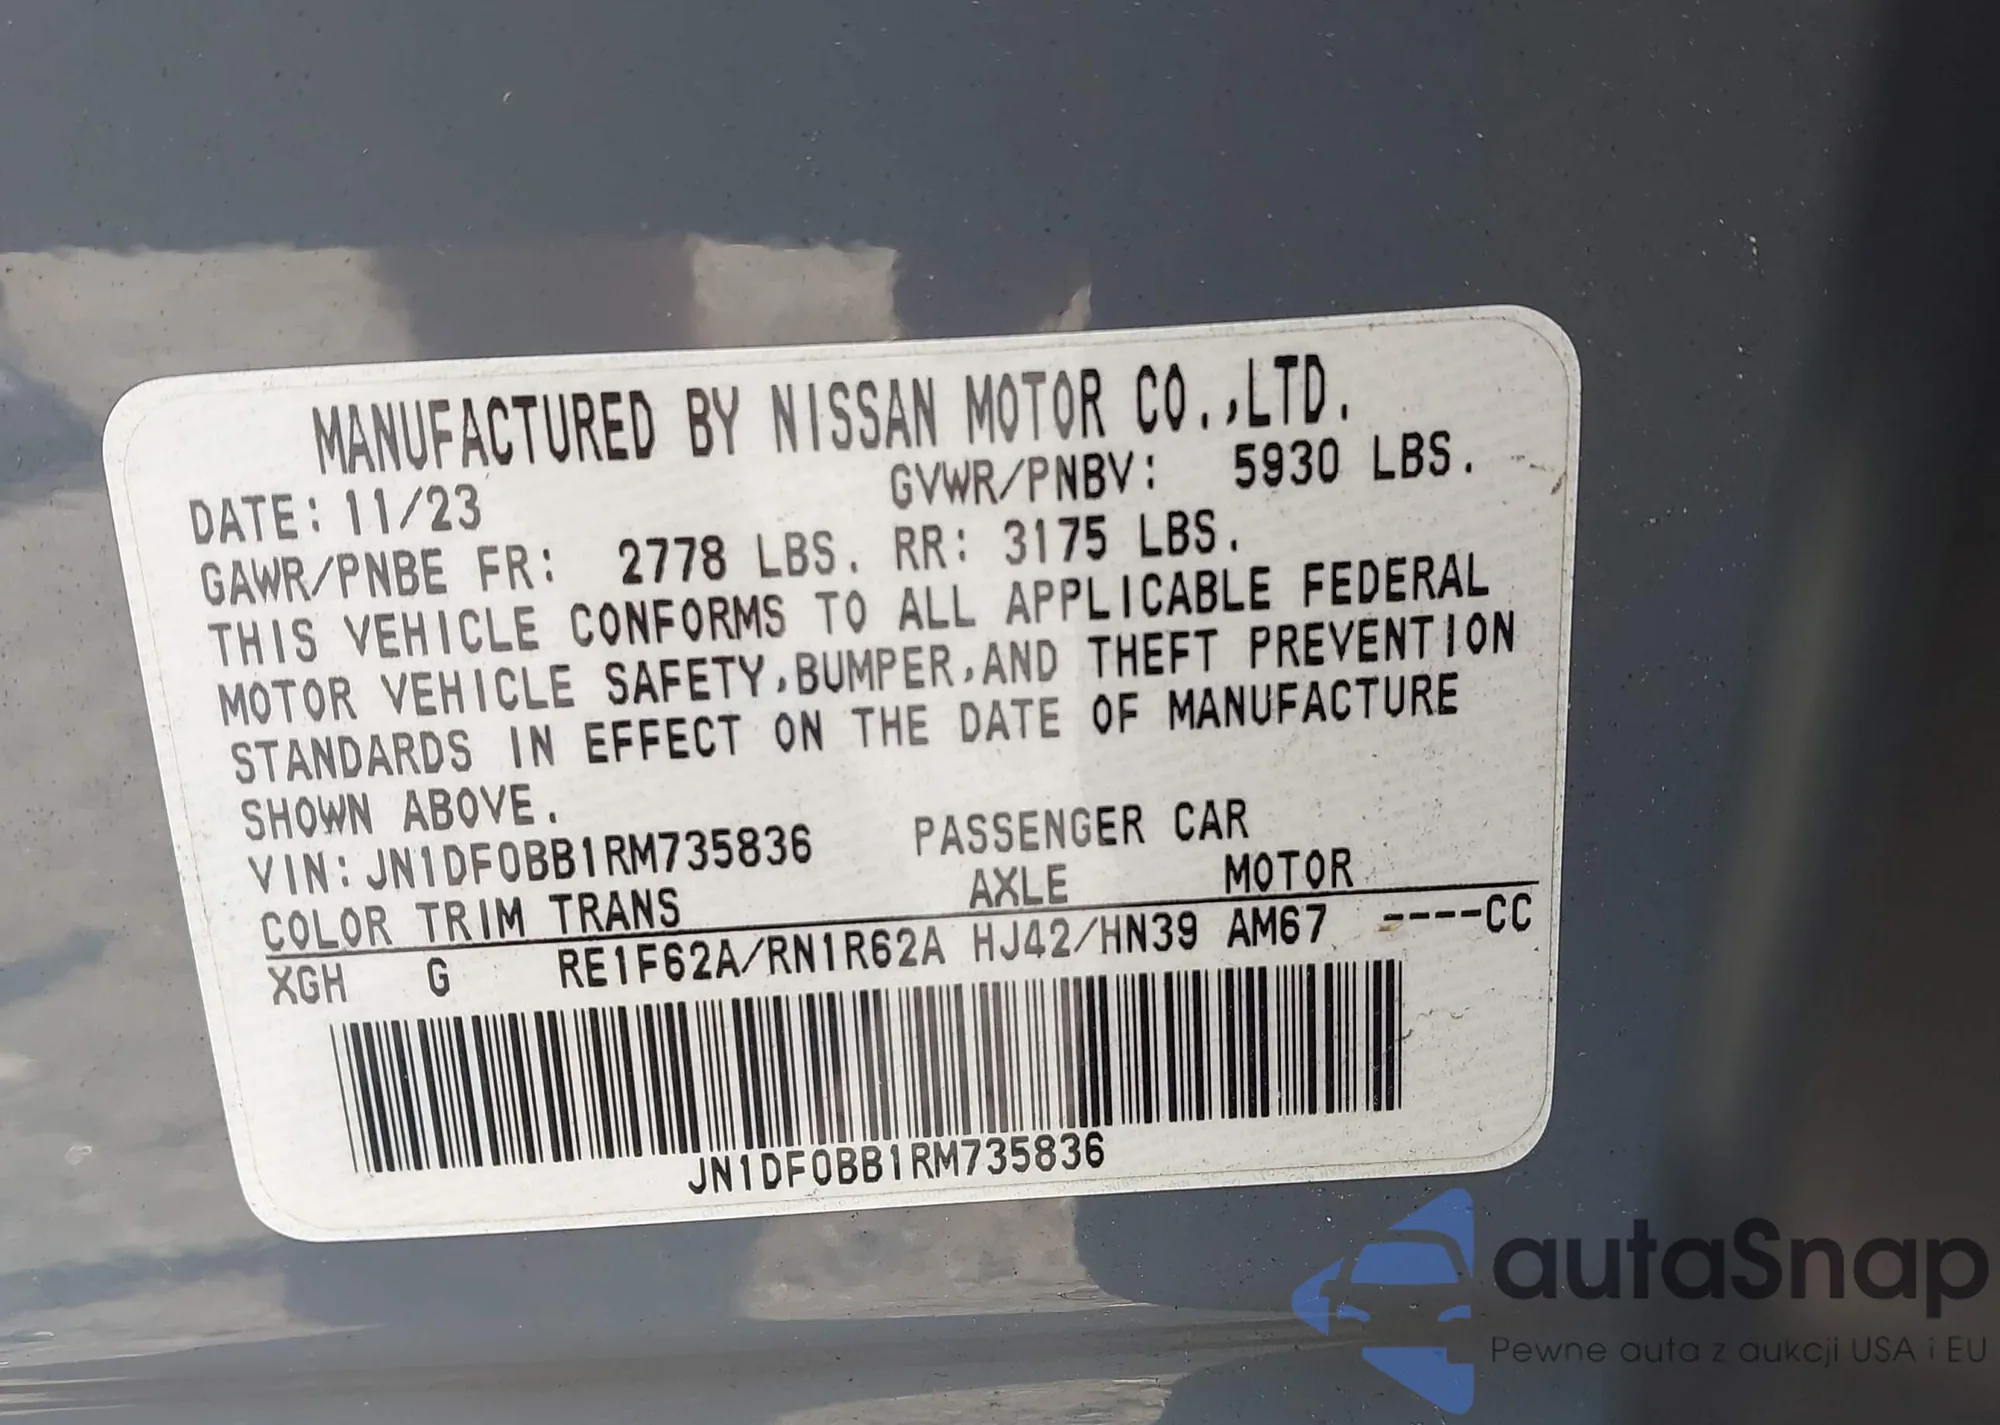 MANUFACTURED BY NISSAN MOTOR CO.,LTD.
DATE: 11/23 GVWR/PNBV: 5930 LBS.
GAWR/PNBE FR: 2778 LBS. RR: 3175 LBS.
THIS VEHICLE CONFORMS TO ALL APPLICABLE FEDERAL
MOTOR VEHICLE SAFETY,BUMPER,AND THEFT PREVENTION
STANDARDS IN EFFECT ON THE DATE OF MANUFACTURE
SHOWN ABOVE.
VIN: JN1DF0BB1RM735836 PASSENGER CAR
COLOR TRIM TRANS AXLE MOTOR
XGH G RE1F62A/RN1R62A HJ42/HN39 AM67 ----CC
JN1DF0BB1RM735836
autaSnap
Pewne auta z aukcji USA i EU